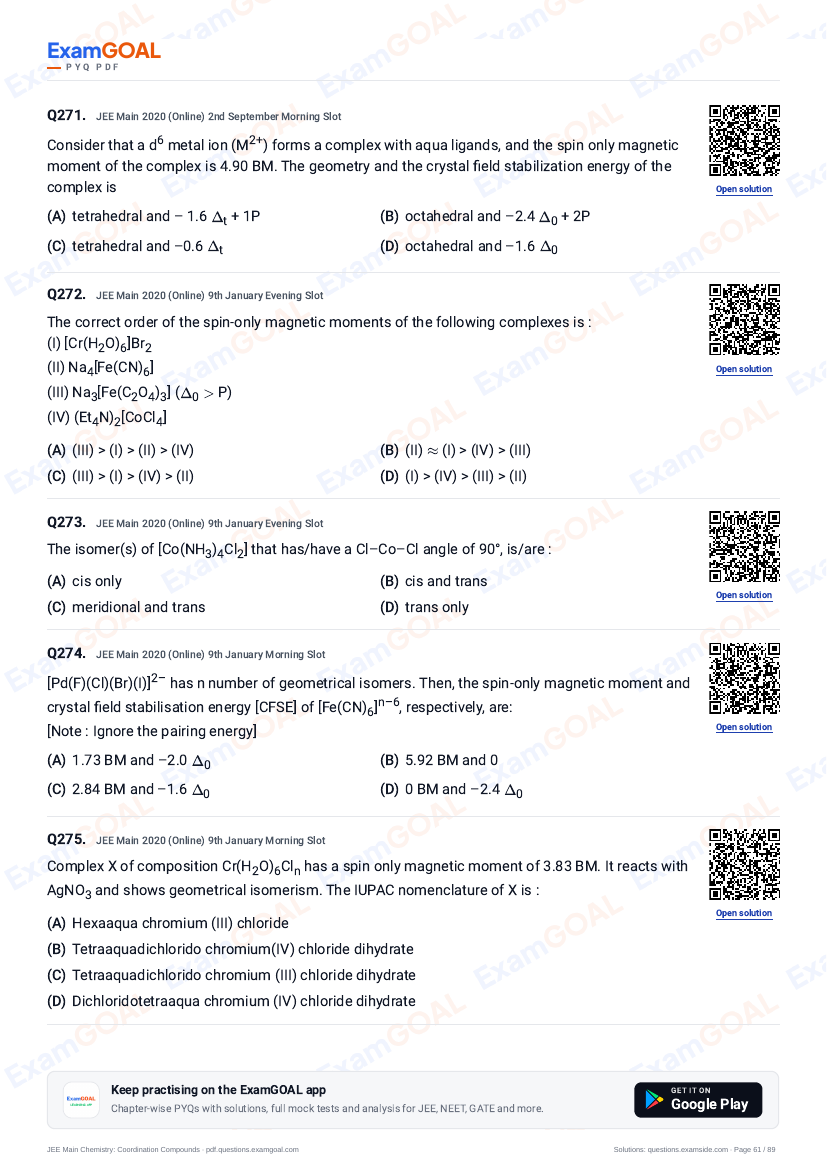 ExamGOAL
PYQ PDF
Q271. JEE Main 2020 (Online) 2nd September Morning Slot
Consider that a d⁶ metal ion (M²⁺) forms a complex with aqua ligands, and the spin only magnetic
moment of the complex is 4.90 BM. The geometry and the crystal field stabilization energy of the
complex is
(A) tetrahedral and − 1.6 Δt + 1P
(B) octahedral and −2.4 Δ0 + 2P
(C) tetrahedral and −0.6 Δt
(D) octahedral and −1.6 Δ0
Open solution
Q272. JEE Main 2020 (Online) 9th January Evening Slot
The correct order of the spin-only magnetic moments of the following complexes is :
(I) [Cr(H₂O)₆]Br₂
(II) Na₄[Fe(CN)₆]
(III) Na₃[Fe(C₂O₄)₃] (Δ0 > P)
(IV) (Et₄N)₂[CoCl₄]
(A) (III) > (I) > (II) > (IV)
(B) (II) ≈ (I) > (IV) > (III)
(C) (III) > (I) > (IV) > (II)
(D) (I) > (IV) > (III) > (II)
Open solution
Q273. JEE Main 2020 (Online) 9th January Evening Slot
The isomer(s) of [Co(NH₃)₄Cl₂] that has/have a Cl–Co–Cl angle of 90°, is/are :
(A) cis only
(B) cis and trans
(C) meridional and trans
(D) trans only
Open solution
Q274. JEE Main 2020 (Online) 9th January Morning Slot
[Pd(F)(Cl)(Br)(I)]²⁻ has n number of geometrical isomers. Then, the spin-only magnetic moment and
crystal field stabilisation energy [CFSE] of [Fe(CN)₆]ⁿ⁻⁶, respectively, are:
[Note : Ignore the pairing energy]
(A) 1.73 BM and −2.0 Δ0
(B) 5.92 BM and 0
(C) 2.84 BM and −1.6 Δ0
(D) 0 BM and −2.4 Δ0
Open solution
Q275. JEE Main 2020 (Online) 9th January Morning Slot
Complex X of composition Cr(H₂O)₆Clₙ has a spin only magnetic moment of 3.83 BM. It reacts with
AgNO₃ and shows geometrical isomerism. The IUPAC nomenclature of X is :
(A) Hexaaqua chromium (III) chloride
(B) Tetraaquadichlorido chromium(IV) chloride dihydrate
(C) Tetraaquadichlorido chromium (III) chloride dihydrate
(D) Dichloridotetraaqua chromium (IV) chloride dihydrate
Open solution
ExamGOAL
Keep practising on the ExamGOAL app
Chapter-wise PYQs with solutions, full mock tests and analysis for JEE, NEET, GATE and more.
GET IT ON
Google Play
JEE Main Chemistry: Coordination Compounds · pdf.questions.examgoal.com
Solutions: questions.examside.com · Page 61 / 89